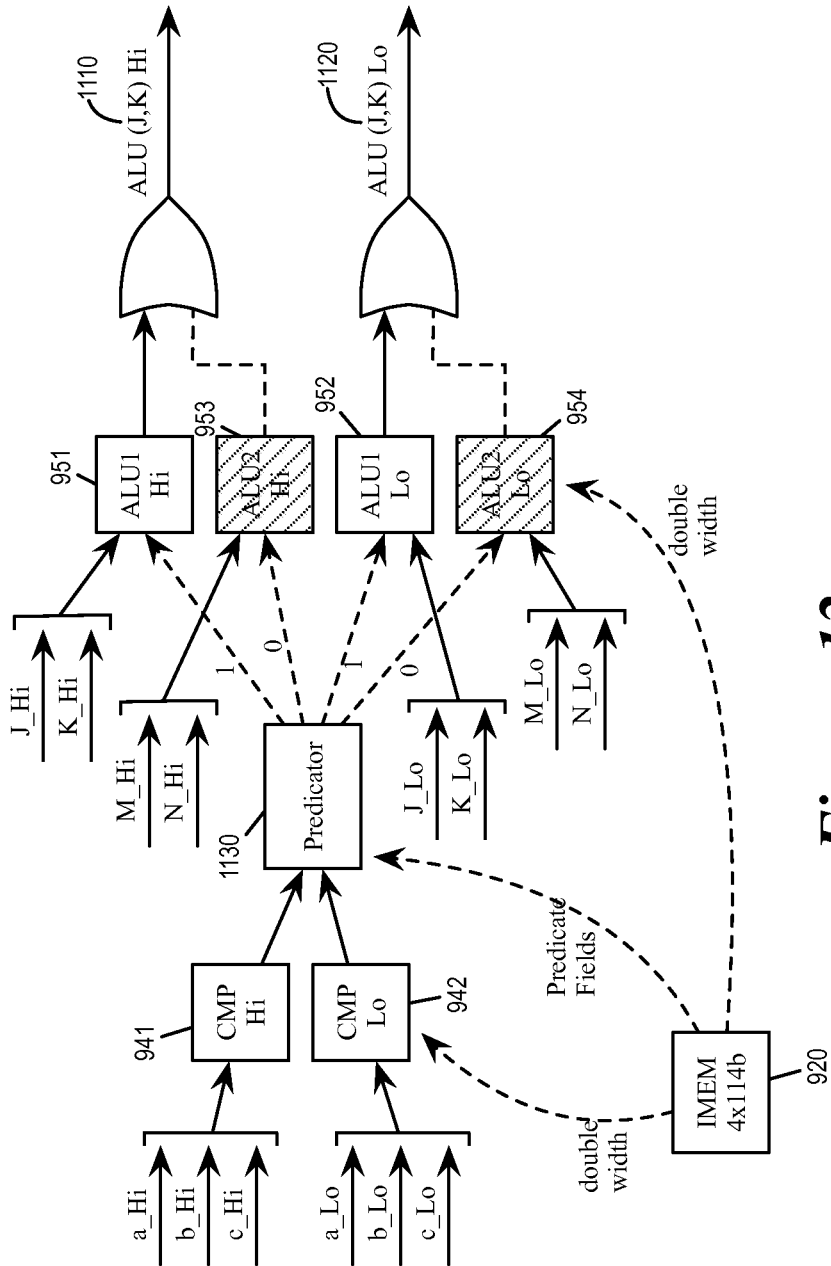 a_Hi
b_Hi
c_Hi
a_Lo
b_Lo
c_Lo
941
CMP
Hi
CMP
Lo
942
double
width
IMEM
4x114b
920
Predicate
Fields
1130
Predicator
J_Hi
K_Hi
M_Hi
N_Hi
J_Lo
K_Lo
M_Lo
N_Lo
1
0
1
0
951
ALU1
Hi
953
ALU2
Hi
952
ALU1
Lo
954
ALU2
Lo
double
width
1110
ALU (J,K) Hi
1120
ALU (J,K) Lo